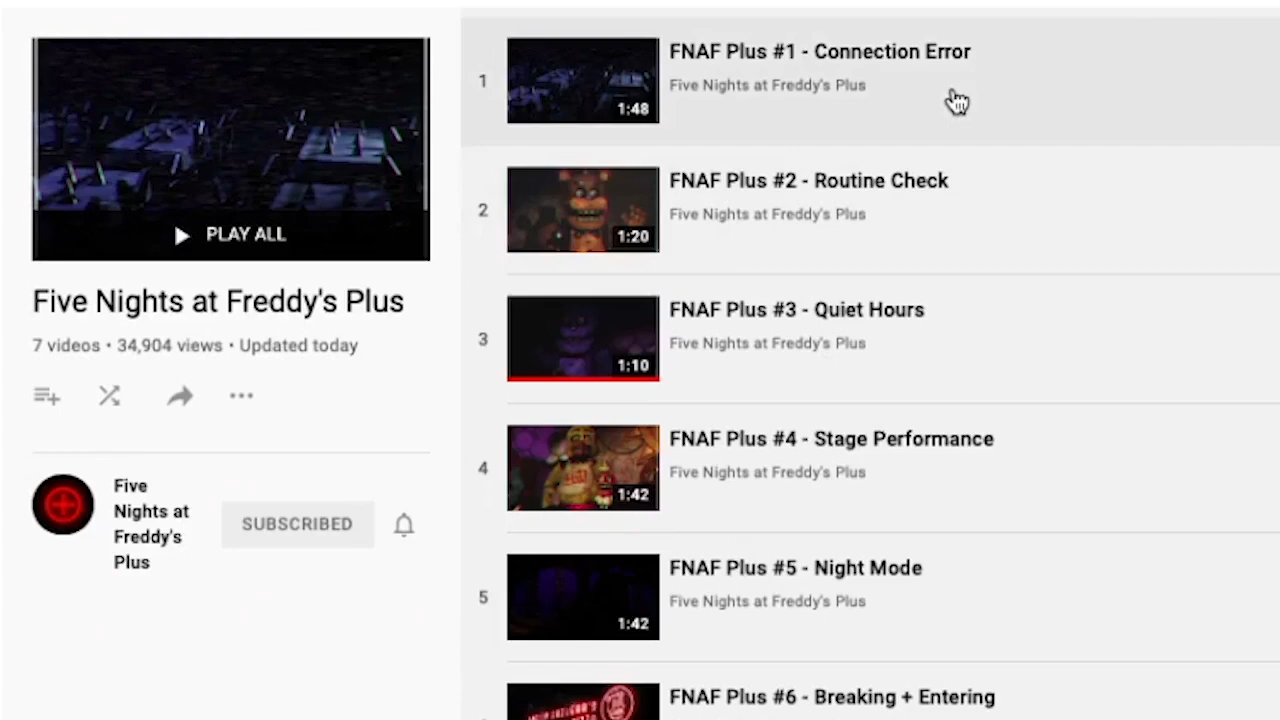 PLAY ALL
Five Nights at Freddy's Plus
7 videos • 34,904 views • Updated today
Five
Nights at
Freddy's
Plus
SUBSCRIBED
1
1:48
FNAF Plus #1 - Connection Error
Five Nights at Freddy's Plus
2
1:20
FNAF Plus #2 - Routine Check
Five Nights at Freddy's Plus
3
1:10
FNAF Plus #3 - Quiet Hours
Five Nights at Freddy's Plus
4
1:42
FNAF Plus #4 - Stage Performance
Five Nights at Freddy's Plus
5
1:42
FNAF Plus #5 - Night Mode
Five Nights at Freddy's Plus
FNAF Plus #6 - Breaking + Entering